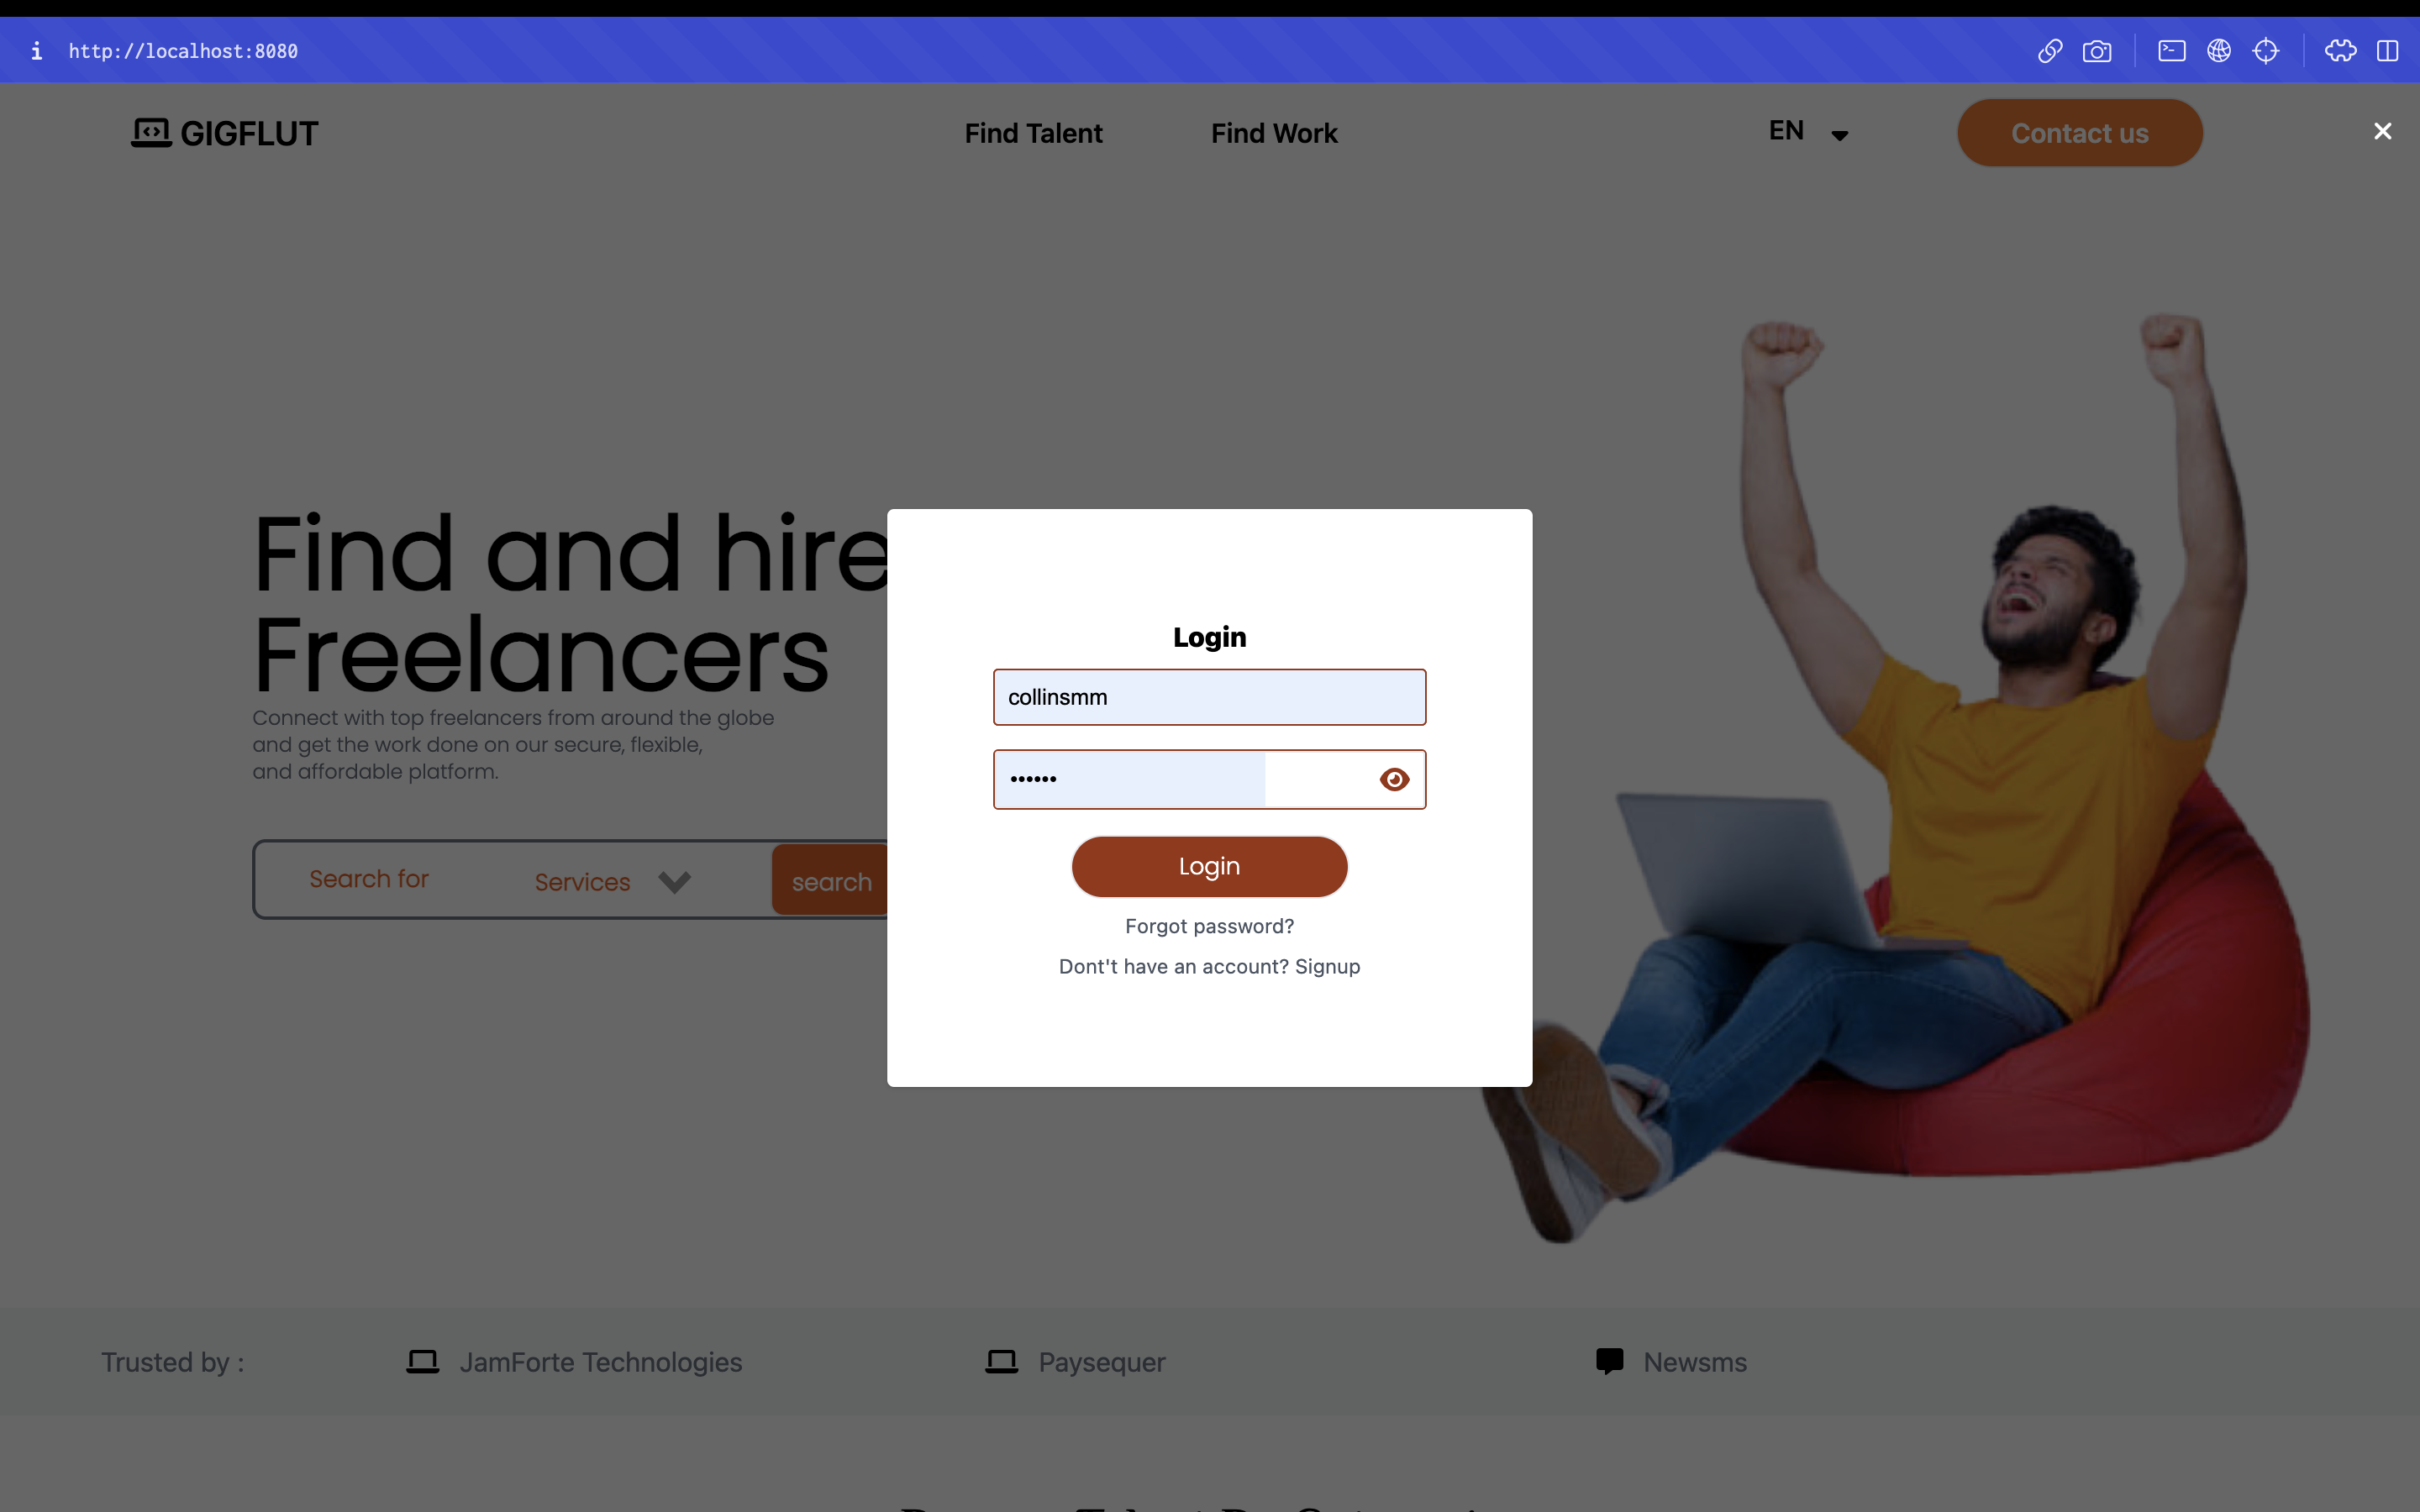 http://localhost:8080
GIGFLUT
Find Talent
Find Work
EN
Contact us
Find and hire
Freelancers
Connect with top freelancers from around the globe
and get the work done on our secure, flexible,
and affordable platform.
Search for
Services
search
Login
collinsmm
••••••
Login
Forgot password?
Dont't have an account? Signup
Trusted by :
JamForte Technologies
Paysequer
Newsms